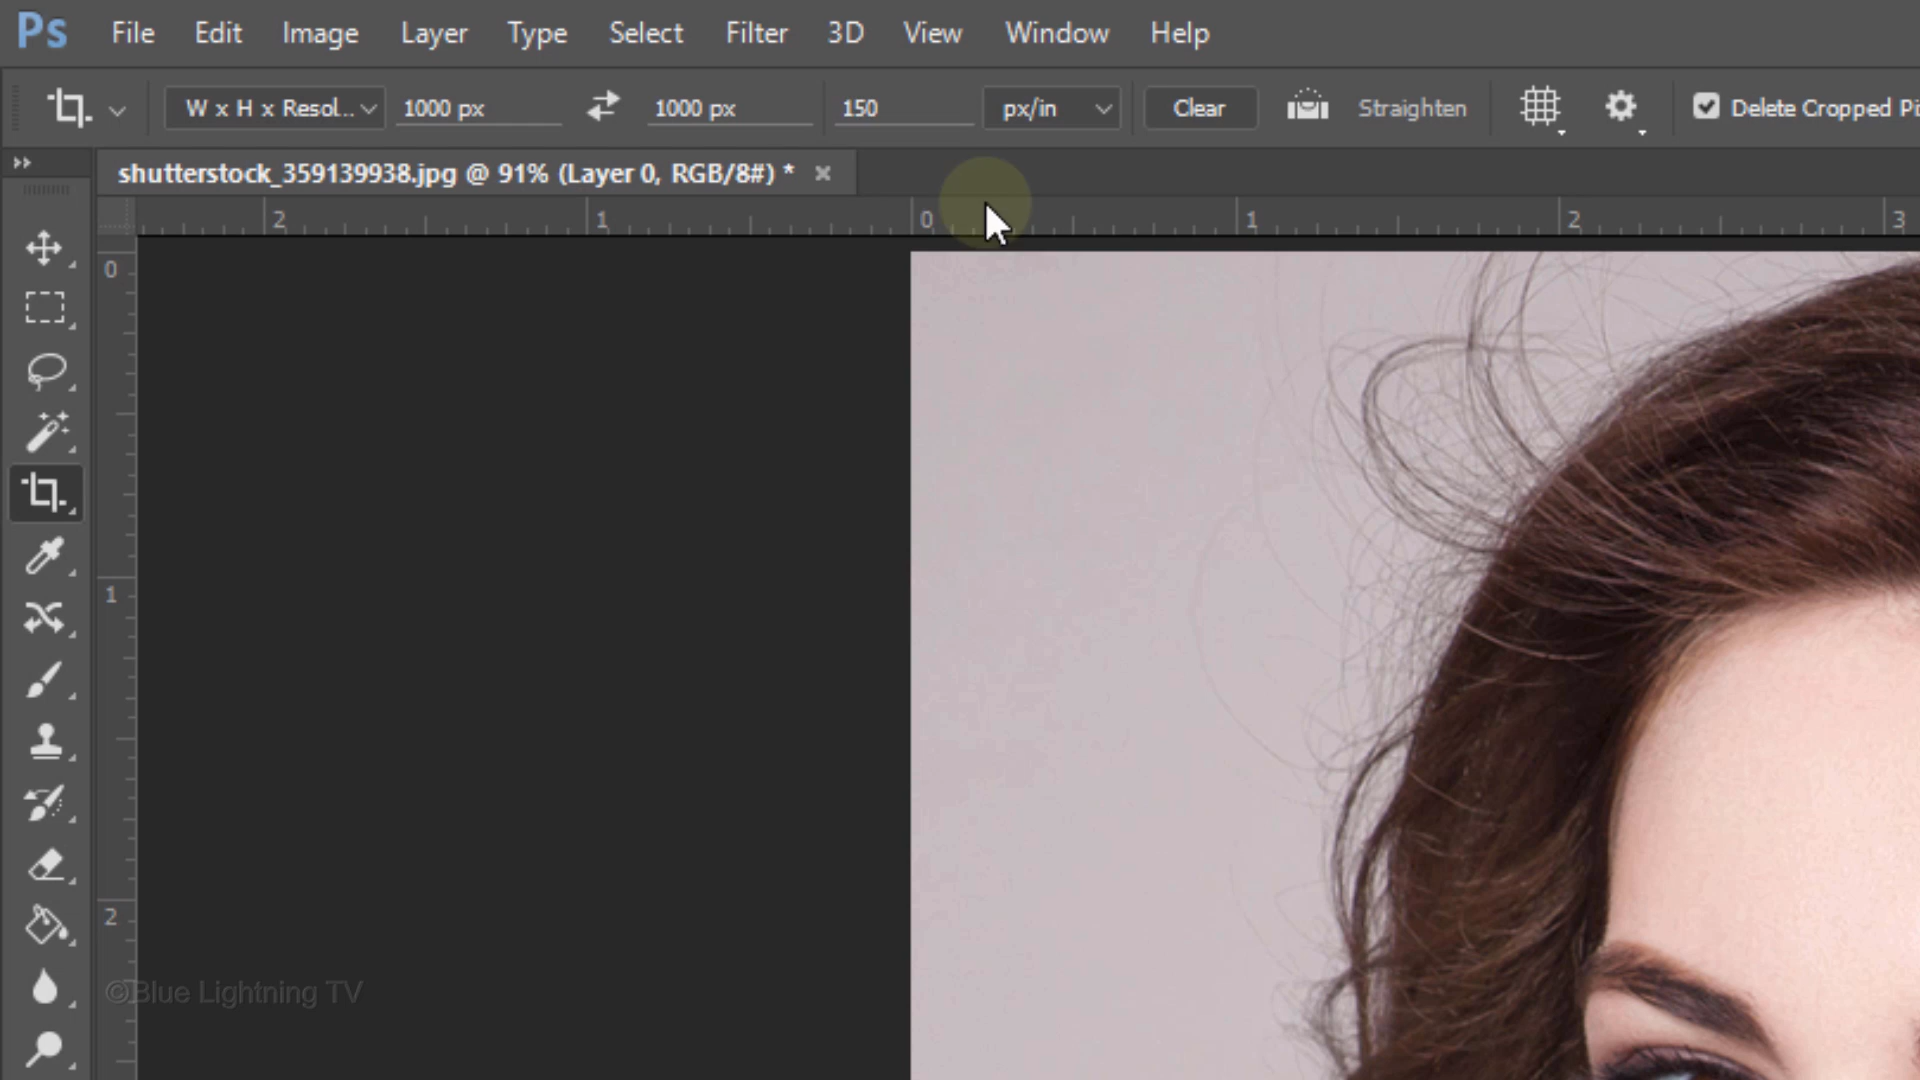 Ps File Edit Image Layer Type Select Filter 3D View Window Help
W x H x Resol... 1000 px 1000 px 150 px/in Clear Straighten Delete Cropped Pi
shutterstock_359139938.jpg @ 91% (Layer 0, RGB/8#) * ×
2 1 0 1 2 3
0
1
2
©Blue Lightning TV